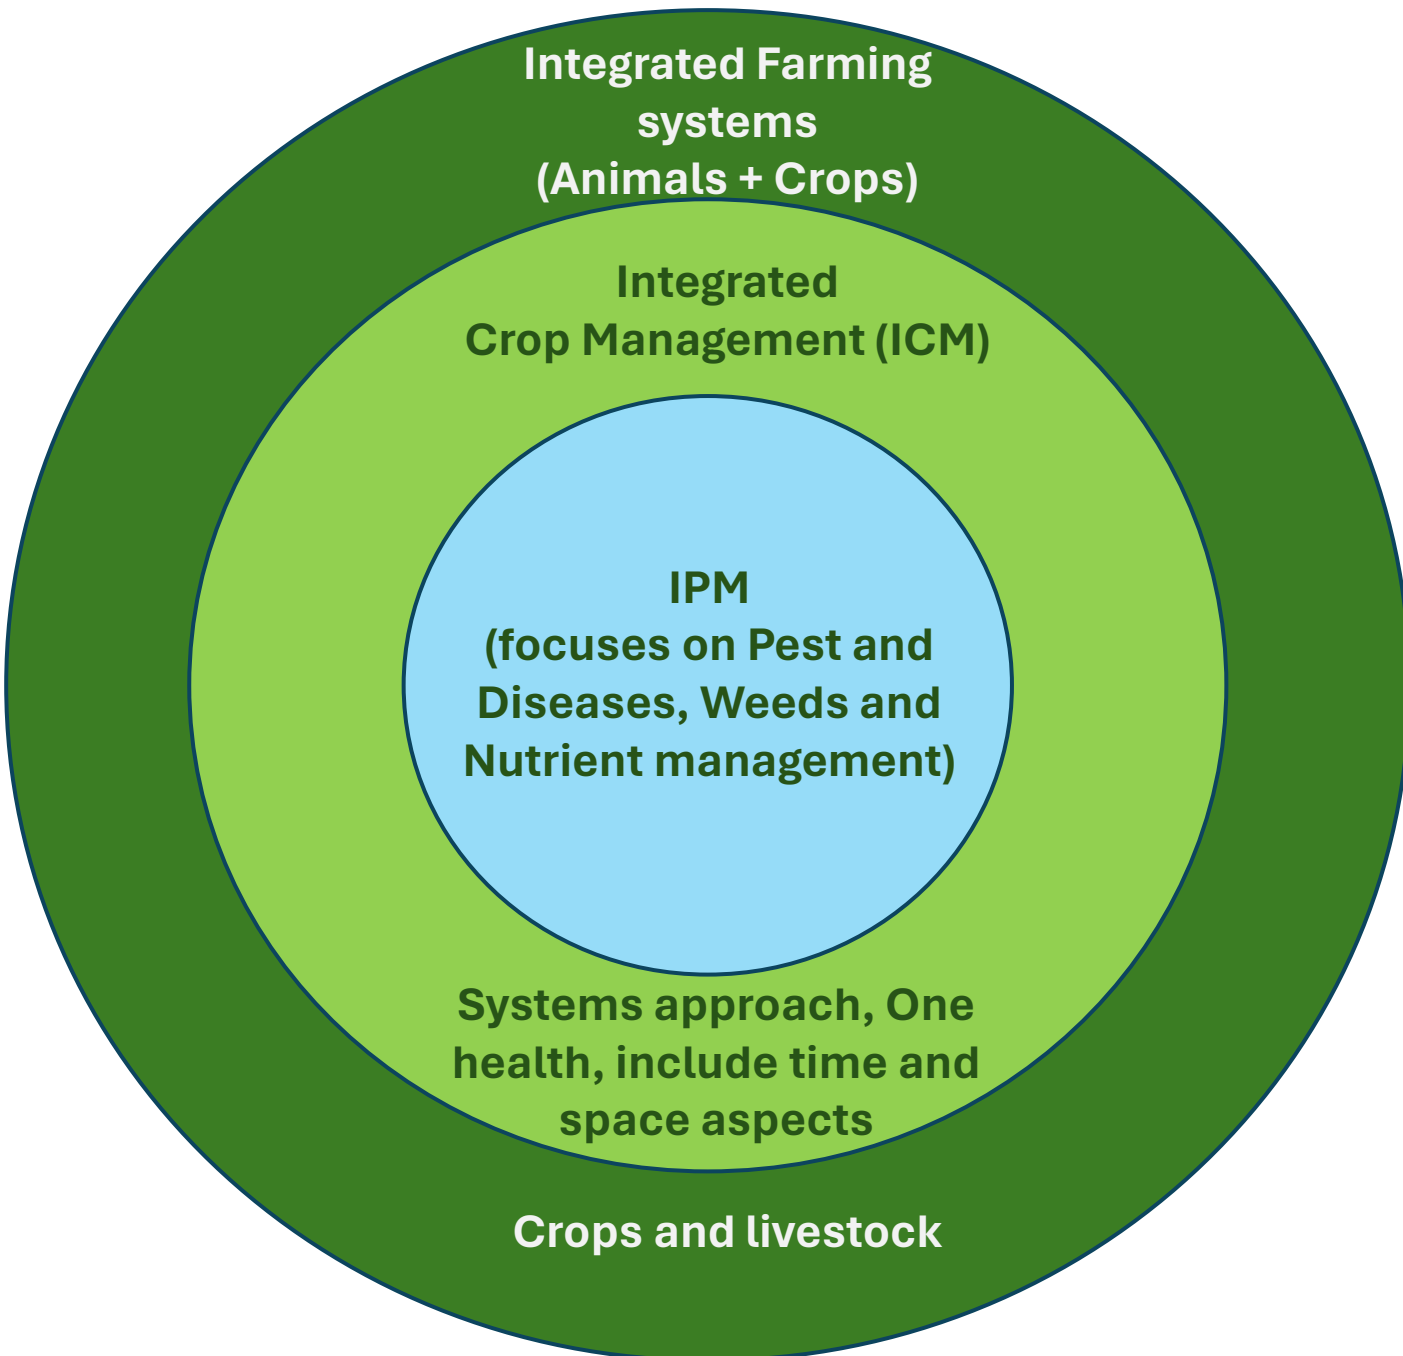 Integrated Farming
systems
(Animals + Crops)
Integrated
Crop Management (ICM)
IPM
(focuses on Pest and
Diseases, Weeds and
Nutrient management)
Systems approach, One
health, include time and
space aspects
Crops and livestock